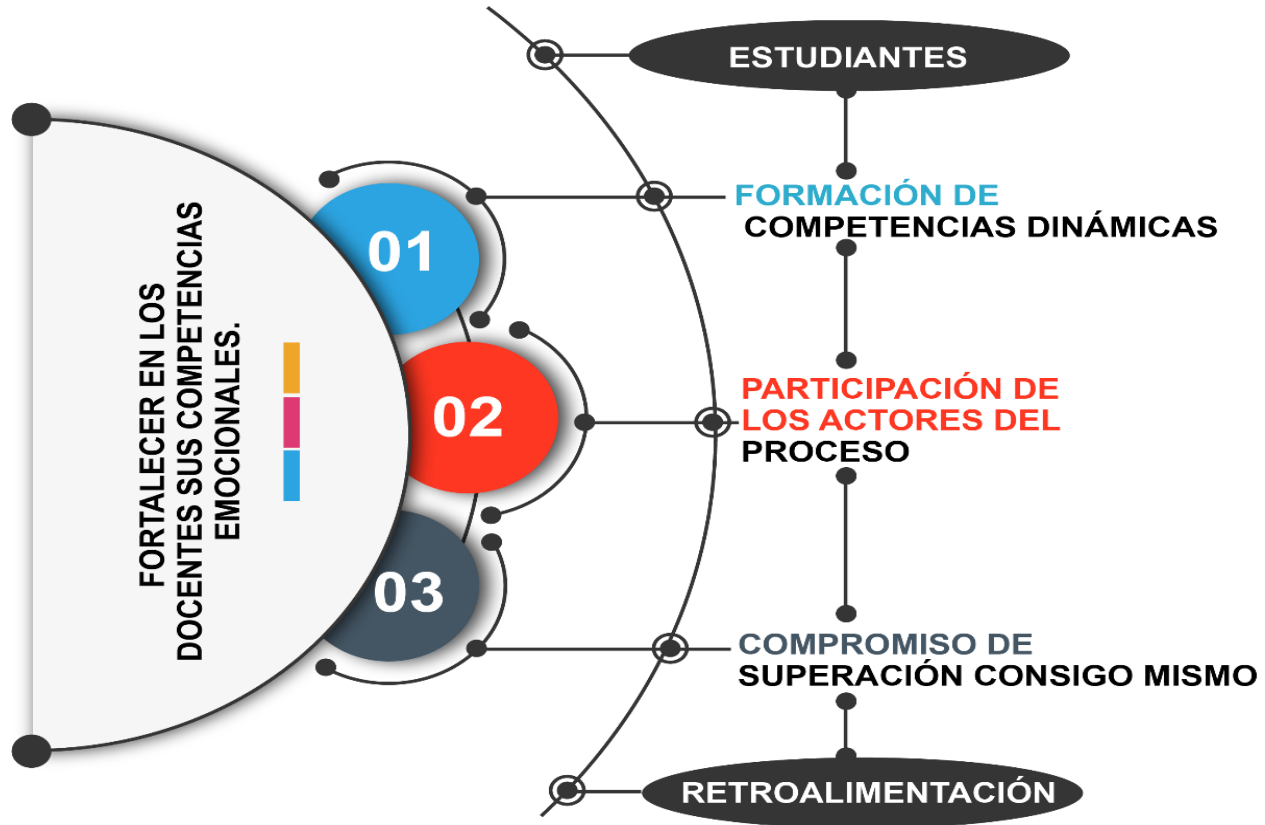 FORTALECER EN LOS
DOCENTES SUS COMPETENCIAS
EMOCIONALES.
01
02
03
ESTUDIANTES
FORMACIÓN DE
COMPETENCIAS DINÁMICAS
PARTICIPACIÓN DE
LOS ACTORES DEL
PROCESO
COMPROMISO DE
SUPERACIÓN CONSIGO MISMO
RETROALIMENTACIÓN